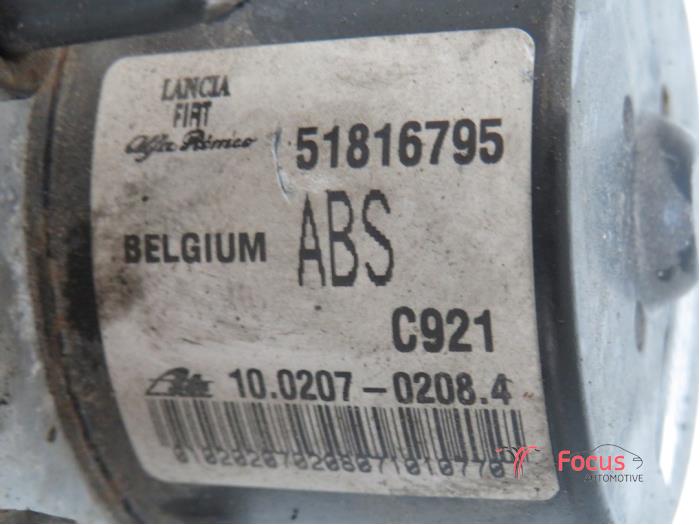 LANCIA
FIAT
Alfa Romeo 51816795
BELGIUM ABS
C921
Ate 10.0207-0208.4
Focus
AUTOMOTIVE